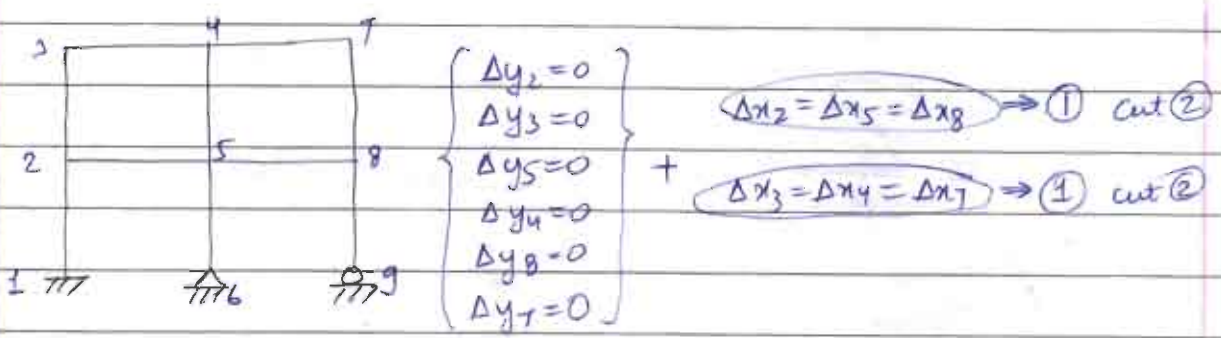 3 4 7
2 5 8
1 6 9
Δy₂ = 0
Δy₃ = 0
Δy₅ = 0
Δy₄ = 0
Δy₈ = 0
Δy₇ = 0
+
Δx₂ = Δx₅ = Δx₈ ⇒ ① cut ②
Δx₃ = Δx₄ = Δx₇ ⇒ ① cut ②